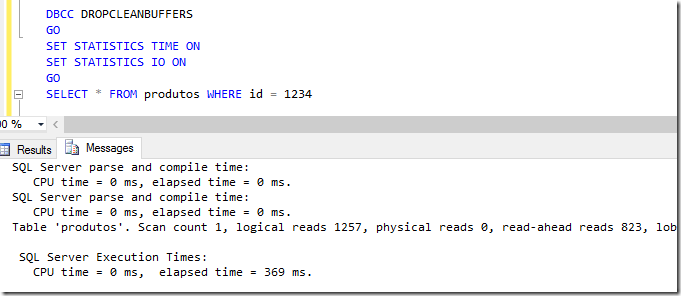 DBCC DROPCLEANBUFFERS
GO
SET STATISTICS TIME ON
SET STATISTICS IO ON
GO
SELECT * FROM produtos WHERE id = 1234
00 %
Results Messages
SQL Server parse and compile time:
CPU time = 0 ms, elapsed time = 0 ms.
SQL Server parse and compile time:
CPU time = 0 ms, elapsed time = 0 ms.
Table 'produtos'. Scan count 1, logical reads 1257, physical reads 0, read-ahead reads 823, lob
SQL Server Execution Times:
CPU time = 0 ms,  elapsed time = 369 ms.